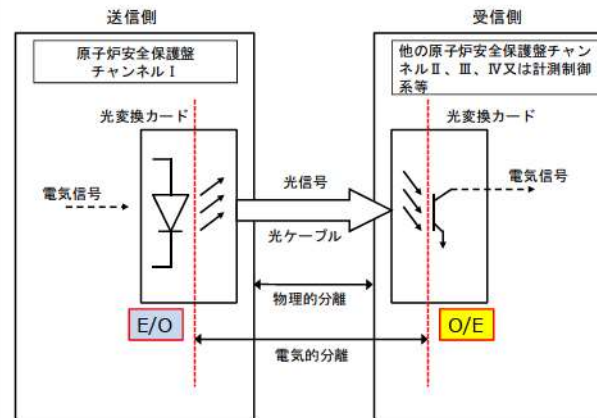 送信側
受信側
原子炉安全保護盤
チャンネルⅠ
他の原子炉安全保護盤チャン
ネルⅡ、Ⅲ、Ⅳ又は計測制御
系等
光変換カード
光変換カード
電気信号
光信号
電気信号
光ケーブル
物理的分離
E/O
O/E
電気的分離